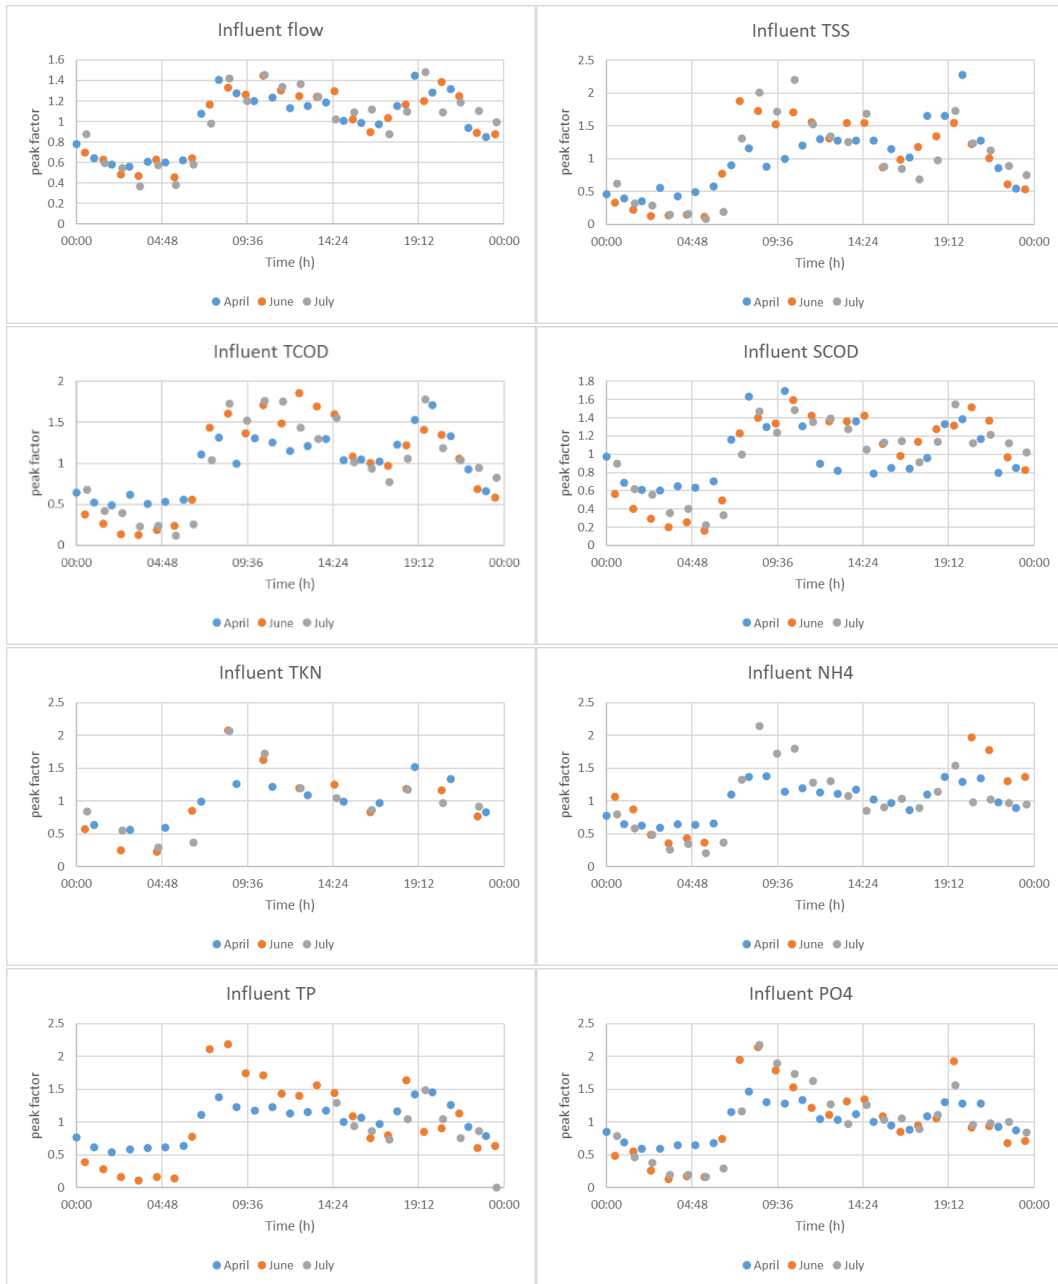 Influent flow
peak factor
1.6
1.4
1.2
1
0.8
0.6
0.4
0.2
0
00:00 04:48 09:36 14:24 19:12 00:00
Time (h)
April June July
Influent TSS
peak factor
2.5
2
1.5
1
0.5
0
00:00 04:48 09:36 14:24 19:12 00:00
Time (h)
April June July
Influent TCOD
peak factor
2
1.5
1
0.5
0
00:00 04:48 09:36 14:24 19:12 00:00
Time (h)
April June July
Influent SCOD
peak factor
1.8
1.6
1.4
1.2
1
0.8
0.6
0.4
0.2
0
00:00 04:48 09:36 14:24 19:12 00:00
Time (h)
April June July
Influent TKN
peak factor
2.5
2
1.5
1
0.5
0
00:00 04:48 09:36 14:24 19:12 00:00
Time (h)
April June July
Influent NH4
peak factor
2.5
2
1.5
1
0.5
0
00:00 04:48 09:36 14:24 19:12 00:00
Time (h)
April June July
Influent TP
peak factor
2.5
2
1.5
1
0.5
0
00:00 04:48 09:36 14:24 19:12 00:00
Time (h)
April June July
Influent PO4
peak factor
2.5
2
1.5
1
0.5
0
00:00 04:48 09:36 14:24 19:12 00:00
Time (h)
April June July